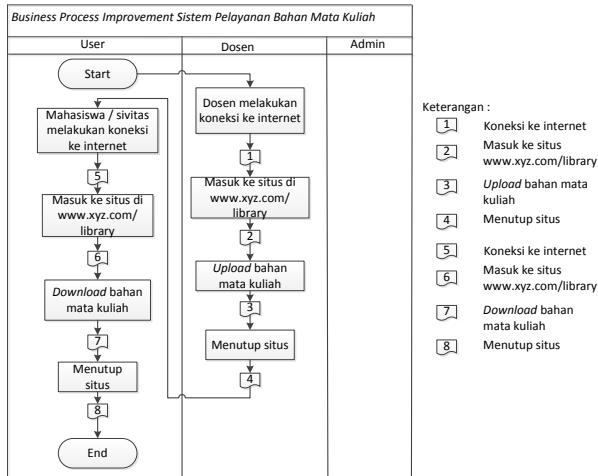 Business Process Improvement Sistem Pelayanan Bahan Mata Kuliah
User
Dosen
Admin
Start
Mahasiswa / sivitas
melakukan koneksi
ke internet
5
Masuk ke situs di
www.xyz.com/
library
6
Download bahan
mata kuliah
7
Menutup
situs
8
End
Dosen melakukan
koneksi ke internet
1
Masuk ke situs di
www.xyz.com/
library
2
Upload bahan
mata kuliah
3
Menutup situs
4
Keterangan :
1 Koneksi ke internet
2 Masuk ke situs
www.xyz.com/library
3 Upload bahan mata
kuliah
4 Menutup situs
5 Koneksi ke internet
6 Masuk ke situs
www.xyz.com/library
7 Download bahan
mata kuliah
8 Menutup situs